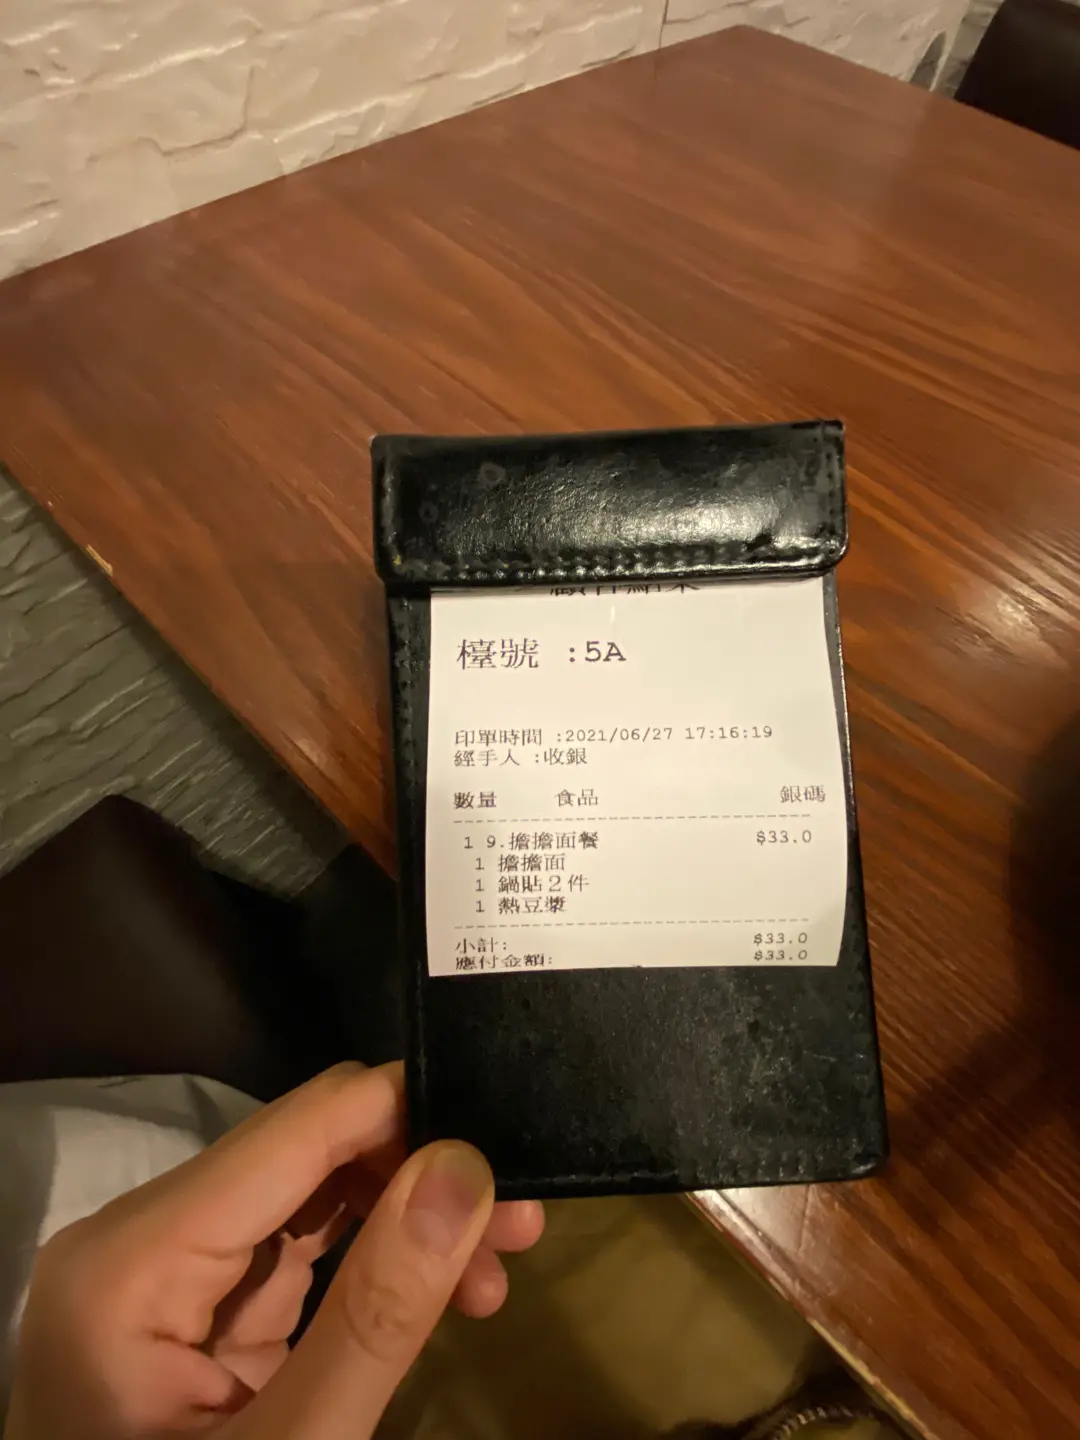 檯號 :5A
印單時間 :2021/06/27 17:16:19
經手人 :收銀
數量 食品 銀碼
1 9.擔擔面餐 $33.0
1 擔擔面
1 鍋貼2件
1 熱豆漿
小計: $33.0
應付金額: $33.0